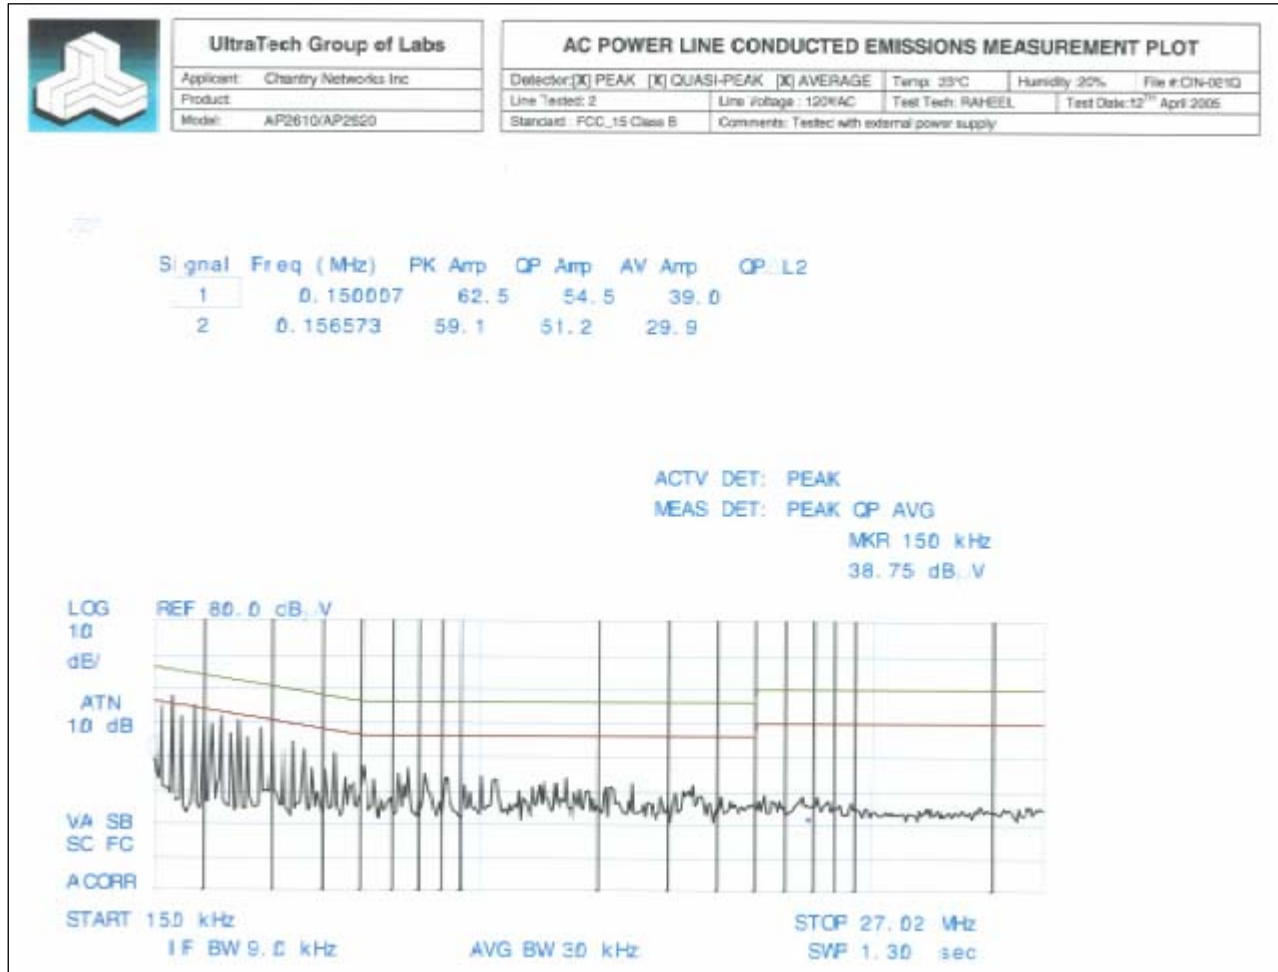 UltraTech Group of Labs
Applicant: Chantry Networks Inc
Product:
Model: AP2610/AP2620
AC POWER LINE CONDUCTED EMISSIONS MEASUREMENT PLOT
Detector:[X] PEAK [X] QUASI-PEAK [X] AVERAGE Temp: 23°C Humidity: 20% File #:CIN-021Q
Line Tested: 2 Line Voltage : 120VAC Test Tech: RAHEEL Test Date:12TH April 2005
Standard : FCC_15 Class B Comments: Tested with external power supply
Signal Freq (MHz) PK Amp QP Amp AV Amp QP L2
1 0.150007 62.5 54.5 39.0
2 0.156573 59.1 51.2 29.9
ACTV DET: PEAK
MEAS DET: PEAK QP AVG
MKR 150 kHz
38.75 dB V
LOG REF 80.0 dB V
10
dB/
ATN
10 dB
VA SB
SC FC
A CORR
START 150 kHz STOP 27.02 MHz
IF BW 9.0 kHz AVG BW 30 kHz SWP 1.30 sec